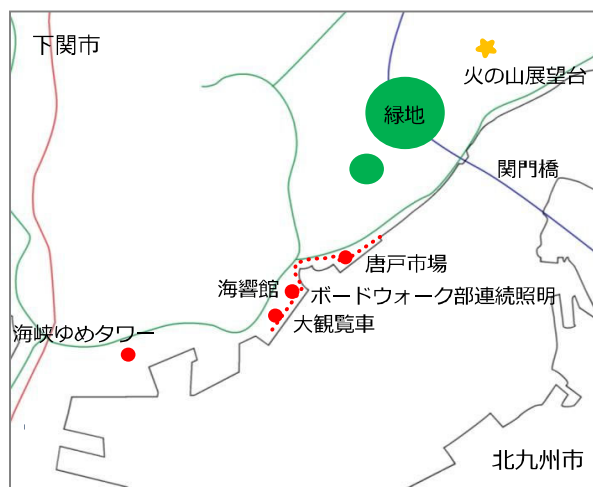 下関市
火の山展望台
緑地
関門橋
唐戸市場
海響館
ボードウォーク部連続照明
大観覧車
海峡ゆめタワー
北九州市